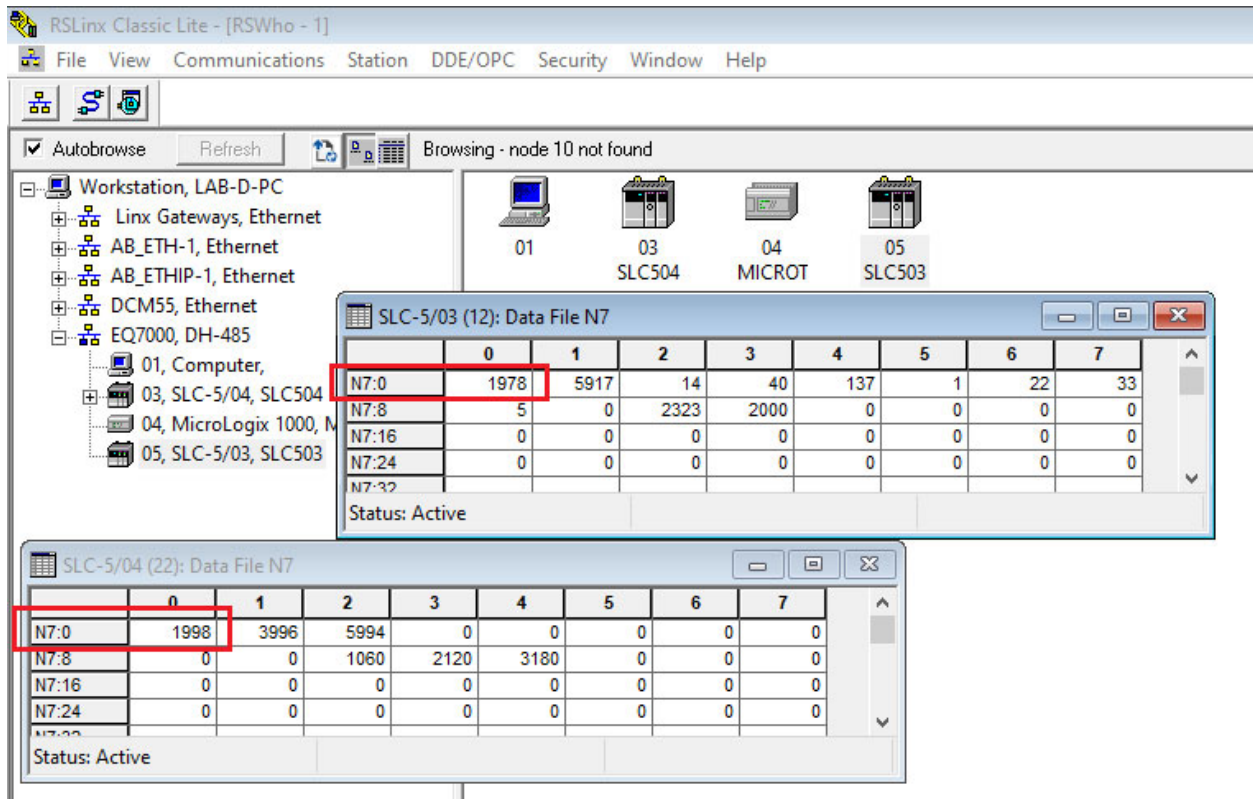 RSLinx Classic Lite - [RSWho - 1]
File View Communications Station DDE/OPC Security Window Help
Autobrowse Refresh Browsing - node 10 not found
Workstation, LAB-D-PC
Linx Gateways, Ethernet
AB_ETH-1, Ethernet
AB_ETHIP-1, Ethernet
DCM55, Ethernet
EQ7000, DH-485
01, Computer,
03, SLC-5/04, SLC504
04, MicroLogix 1000, M
05, SLC-5/03, SLC503
01 03 04 05
SLC504 MICROT SLC503
SLC-5/03 (12): Data File N7
0 1 2 3 4 5 6 7
N7:0 1978 5917 14 40 137 1 22 33
N7:8 5 0 2323 2000 0 0 0 0
N7:16 0 0 0 0 0 0 0 0
N7:24 0 0 0 0 0 0 0 0
N7:32
Status: Active
SLC-5/04 (22): Data File N7
0 1 2 3 4 5 6 7
N7:0 1998 3996 5994 0 0 0 0 0
N7:8 0 0 1060 2120 3180 0 0 0
N7:16 0 0 0 0 0 0 0 0
N7:24 0 0 0 0 0 0 0 0
N7:32
Status: Active